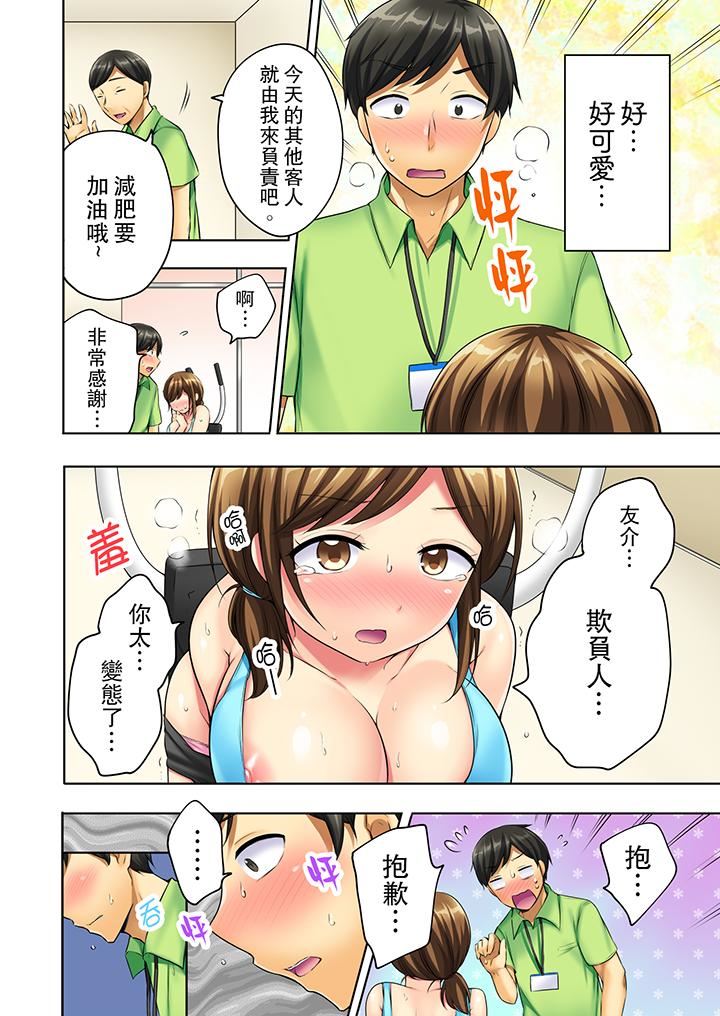 好…
好可愛…
怦
怦
今天的其他客人
就由我來負責吧。
減肥要
加油哦~
啊…
非常感謝…
友介…
欺負人…
哈
哈啊
哈
哈—
羞
你太…
變態了…
抱…
抱歉…
怦
……
怦
吞